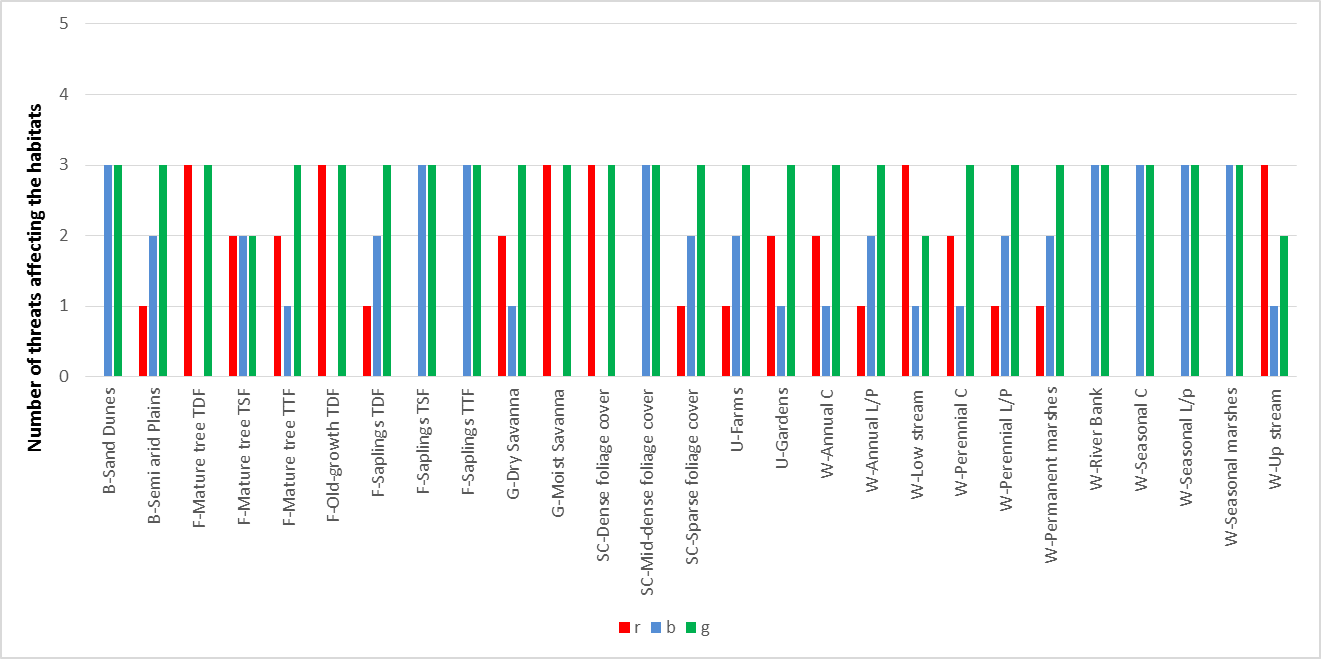 Number of threats affecting the habitats
5
4
3
2
1
0
B-Sand Dunes
B-Semi arid Plains
F-Mature tree TDF
F-Mature tree TSF
F-Mature tree TTF
F-Old-growth TDF
F-Saplings TDF
F-Saplings TSF
F-Saplings TTF
G-Dry Savanna
G-Moist Savanna
SC-Dense foliage cover
SC-Mid-dense foliage cover
SC-Sparse foliage cover
U-Farms
U-Gardens
W-Annual C
W-Annual L/P
W-Low stream
W-Perennial C
W-Perennial L/P
W-Permanent marshes
W-River Bank
W-Seasonal C
W-Seasonal L/p
W-Seasonal marshes
W-Up stream
r b g